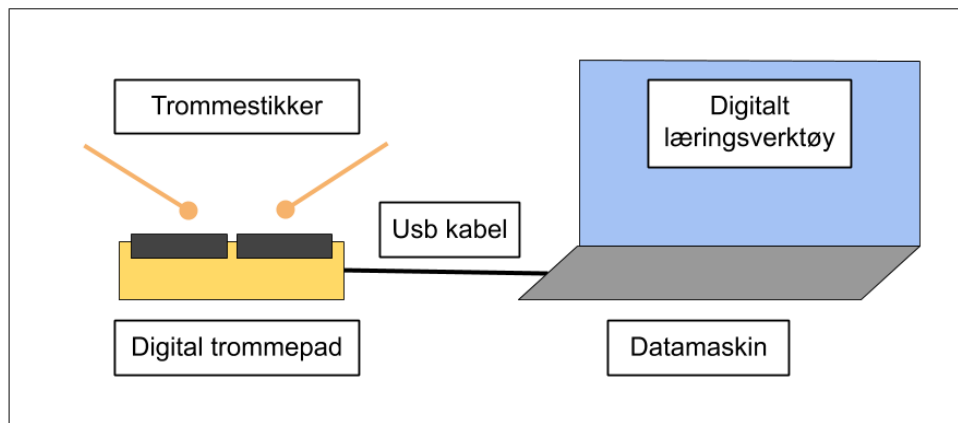 Trommestikker
Digitalt
læringsverktøy
Usb kabel
Digital trommepad
Datamaskin